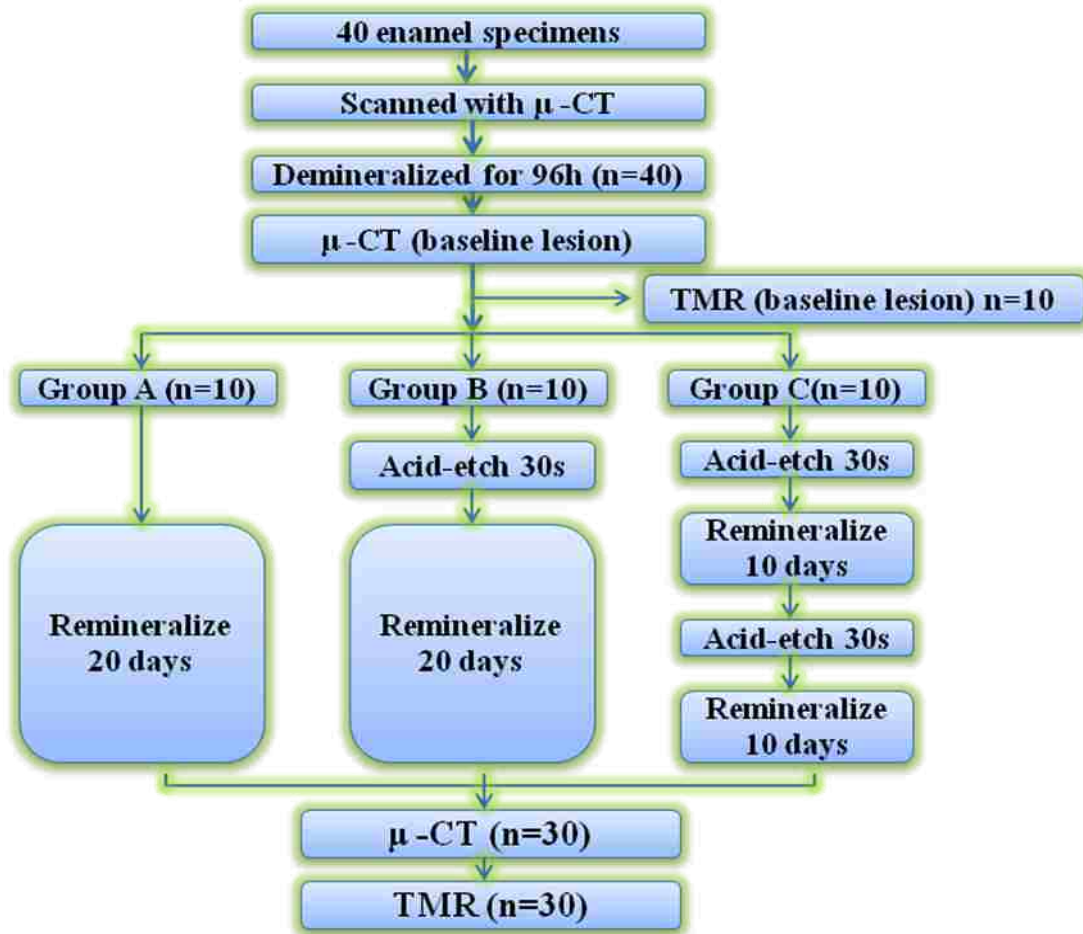 40 enamel specimens
Scanned with μ -CT
Demineralized for 96h (n=40)
μ -CT (baseline lesion)
TMR (baseline lesion) n=10
Group A (n=10)
Group B (n=10)
Group C(n=10)
Acid-etch 30s
Acid-etch 30s
Remineralize
20 days
Remineralize
20 days
Remineralize
10 days
Acid-etch 30s
Remineralize
10 days
μ -CT (n=30)
TMR (n=30)